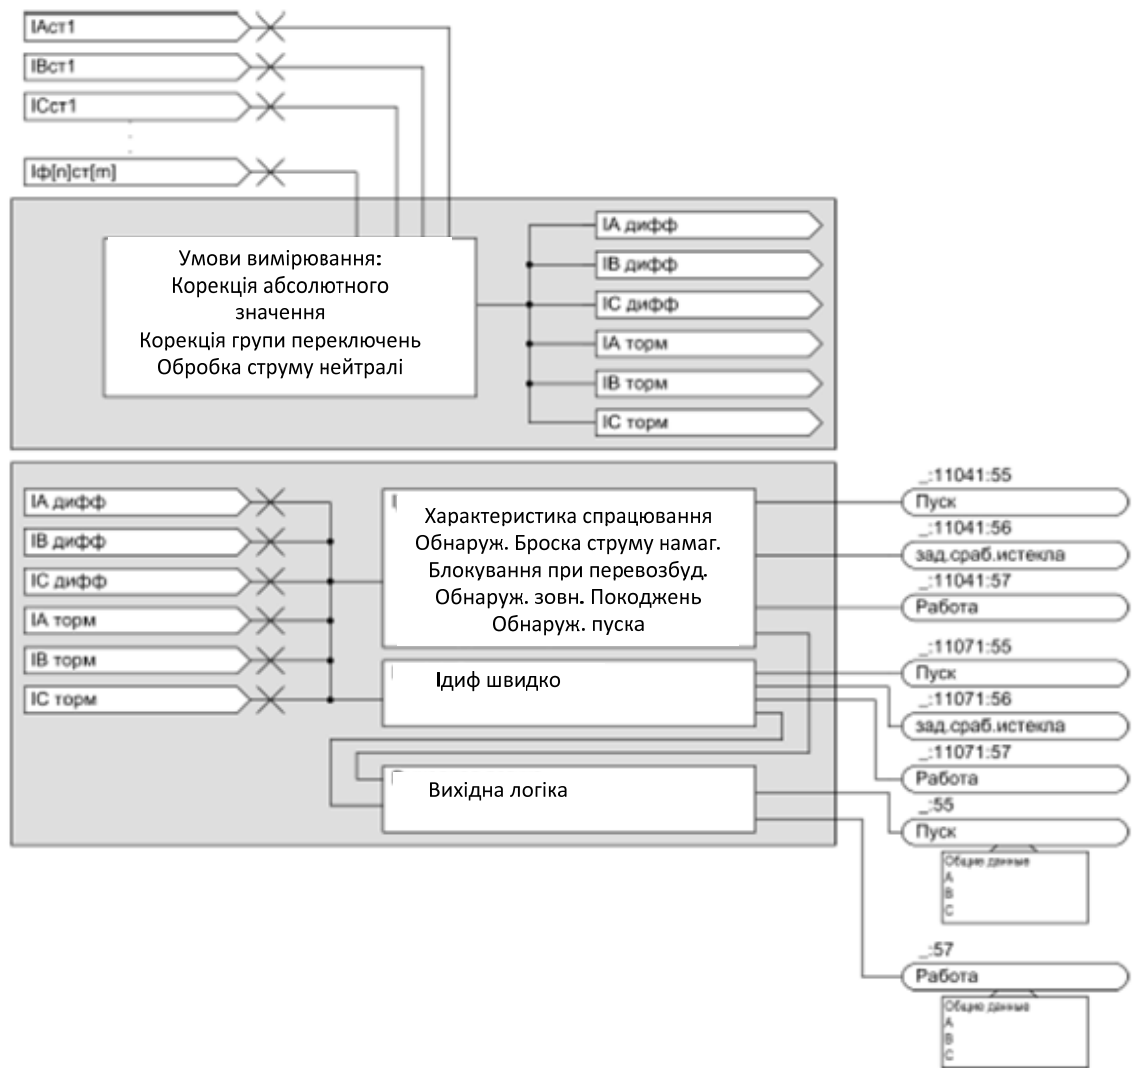 IAст1
IBст1
ICст1
Iф[n]ст[m]
Умови вимірювання:
Корекція абсолютного
значення
Корекція групи переключень
Обробка струму нейтралі
IA дифф
IB дифф
IC дифф
IA торм
IB торм
IC торм
IA дифф
IB дифф
IC дифф
IA торм
IB торм
IC торм
Характеристика спрацювання
Обнаруж. Броска струму намаг.
Блокування при перевозбуд.
Обнаруж. зовн. Покоджень
Обнаруж. пуска
Ідиф швидко
Вихідна логіка
_:11041:55
Пуск
_:11041:56
зад.сраб.истекла
_:11041:57
Работа
_:11071:55
Пуск
_:11071:56
зад.сраб.истекла
_:11071:57
Работа
_:55
Пуск
Общие данные
A
B
C
_:57
Работа
Общие данные
A
B
C